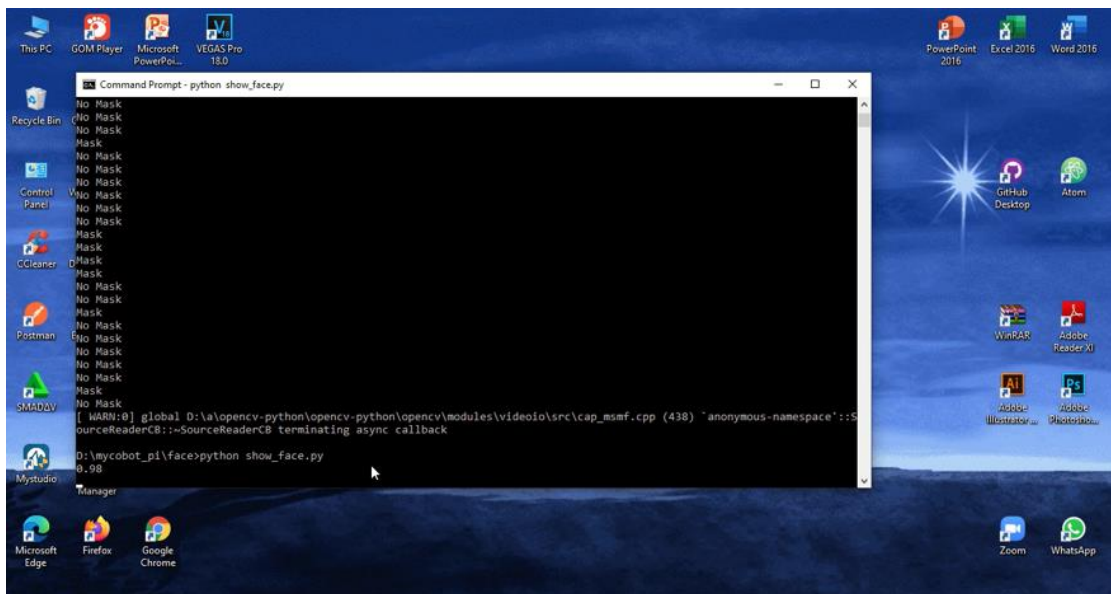 This PC
GOM Player
Microsoft
PowerPoi...
VEGAS Pro
18.0
PowerPoint
2016
Excel 2016
Word 2016
Command Prompt - python show_face.py
No Mask
No Mask
No Mask
Mask
No Mask
No Mask
No Mask
No Mask
No Mask
No Mask
Mask
Mask
Mask
Mask
No Mask
No Mask
Mask
No Mask
No Mask
No Mask
No Mask
No Mask
Mask
No Mask
[ WARN:0] global D:\a\opencv-python\opencv-python\opencv\modules\videoio\src\cap_msmf.cpp (438) `anonymous-namespace'::S
ourceReaderCB::~SourceReaderCB terminating async callback
D:\mycobot_pi\face>python show_face.py
0.98
Recycle Bin
Control
Panel
CCleaner
Postman
SMADΔV
Mystudio
Manager
Microsoft
Edge
Firefox
Google
Chrome
GitHub
Desktop
Atom
WinRAR
Adobe
Reader XI
Ai
Ps
Adobe
Illustrator ...
Adobe
Photosho...
Zoom
WhatsApp